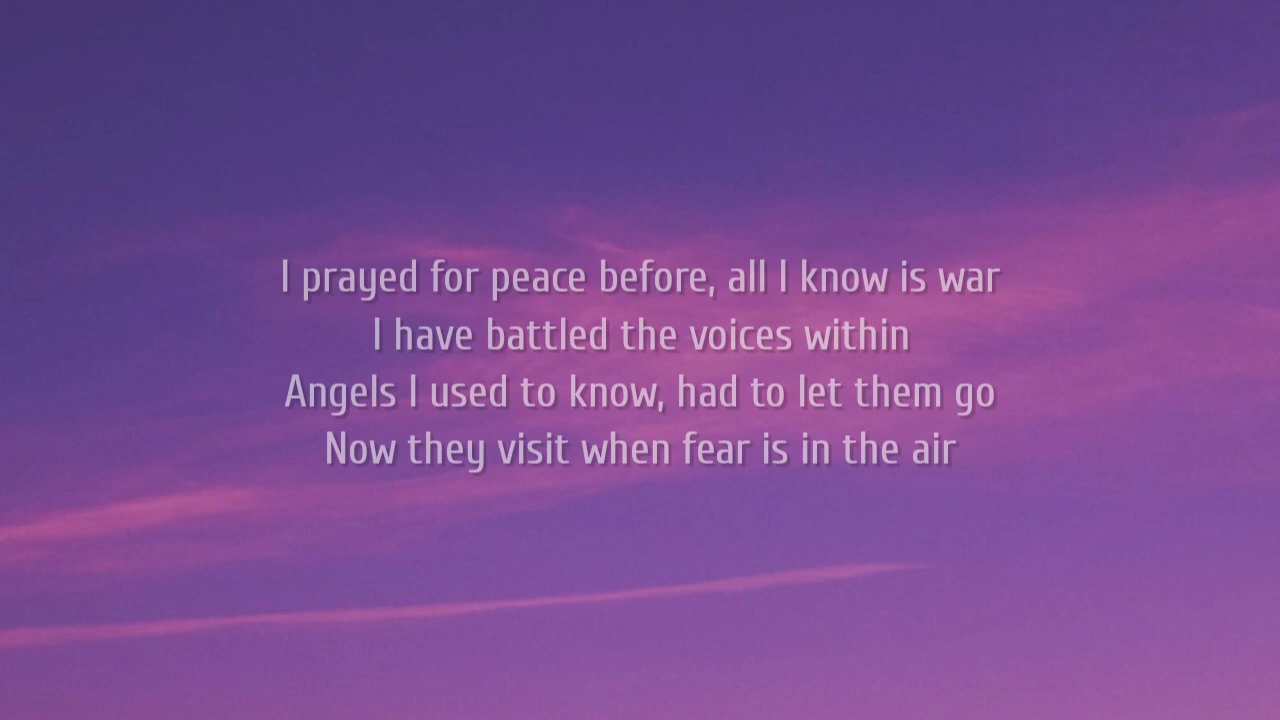 I prayed for peace before, all I know is war
I have battled the voices within
Angels I used to know, had to let them go
Now they visit when fear is in the air